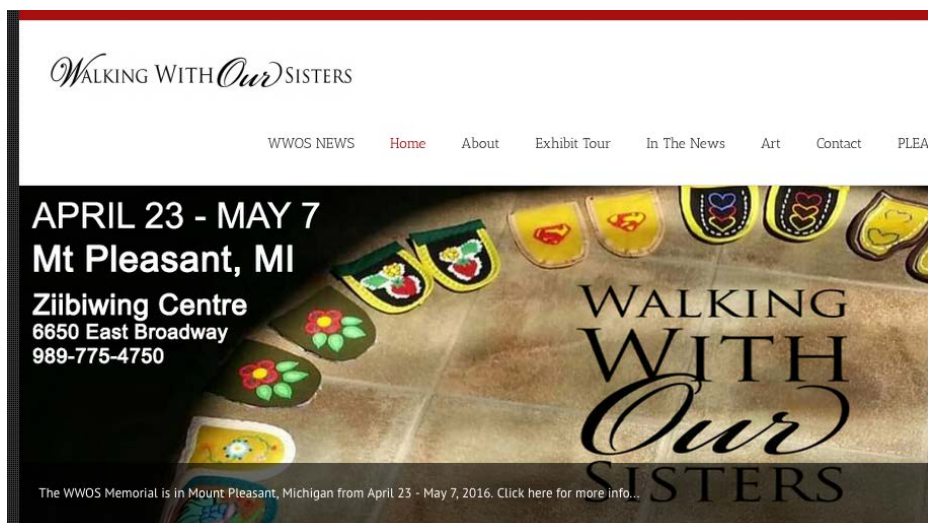 WALKING WITH Our SISTERS
WWOS NEWS Home About Exhibit Tour In The News Art Contact PLEA
APRIL 23 - MAY 7
Mt Pleasant, MI
Ziibiwing Centre
6650 East Broadway
989-775-4750
WALKING
WITH
Our
SISTERS
The WWOS Memorial is in Mount Pleasant, Michigan from April 23 - May 7, 2016. Click here for more info...